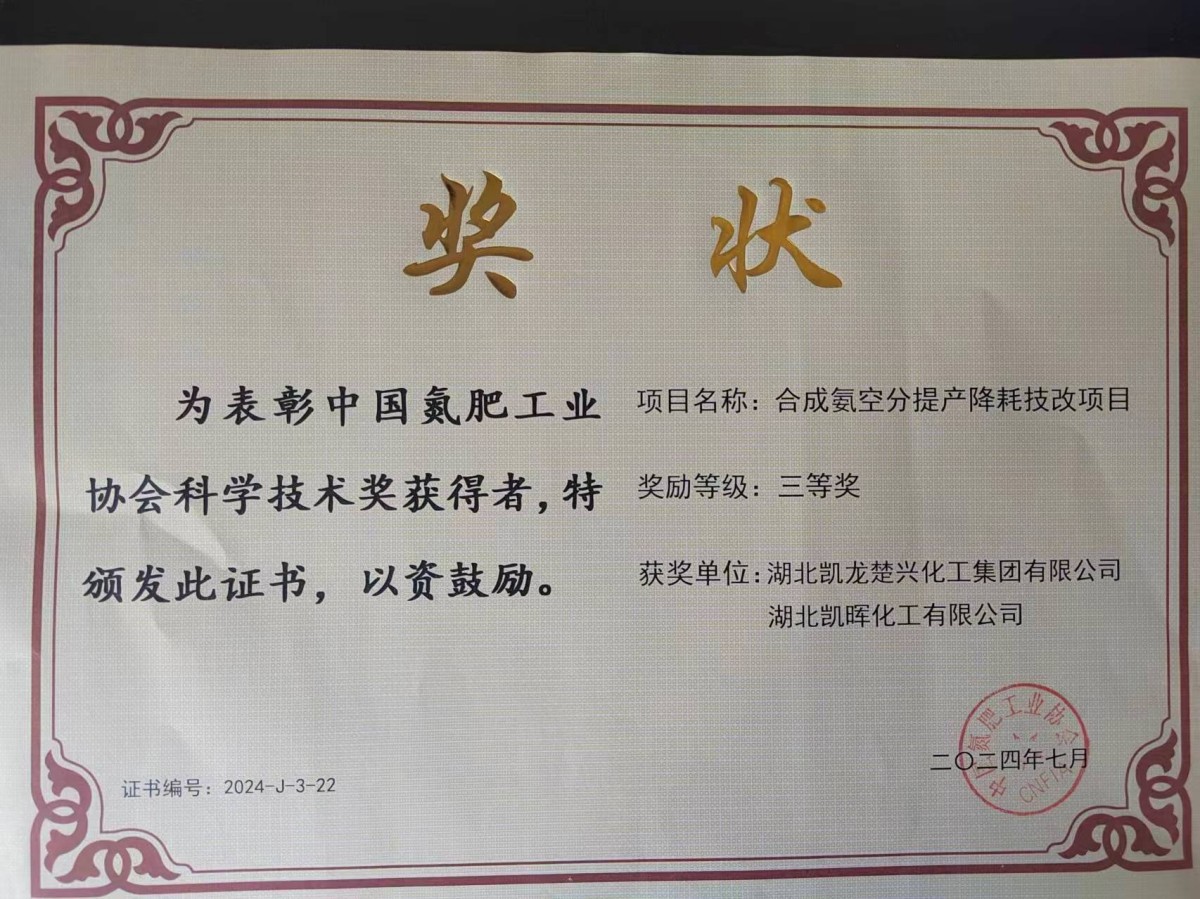 奖 状
为表彰中国氮肥工业
协会科学技术奖获得者,特
颁发此证书，以资鼓励。
项目名称：合成氨空分提产降耗技改项目
奖励等级：三等奖
获奖单位：湖北凯龙楚兴化工集团有限公司
湖北凯晖化工有限公司
中国氮肥工业协会
CNFIA
二〇二四年七月
证书编号：2024-J-3-22